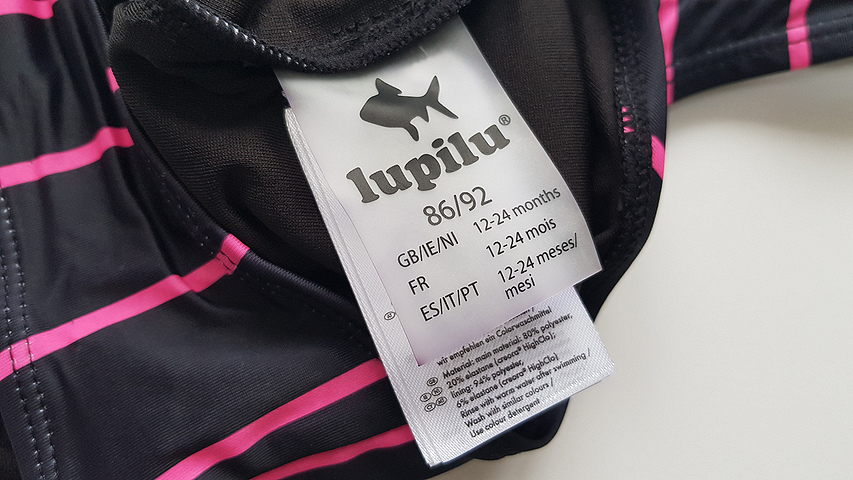 lupilu®
86/92
GB/IE/NI 12-24 months
FR 12-24 mois
ES/IT/PT 12-24 meses/
mesi
wir empfehlen ein Colorwaschmittel
Material: main material: 80% polyester,
20% elastane (creora® HighClo);
lining: 94% polyester,
6% elastane (creora® HighClo)
Rinse with warm water after swimming /
Wash with similar colours /
Use colour detergent